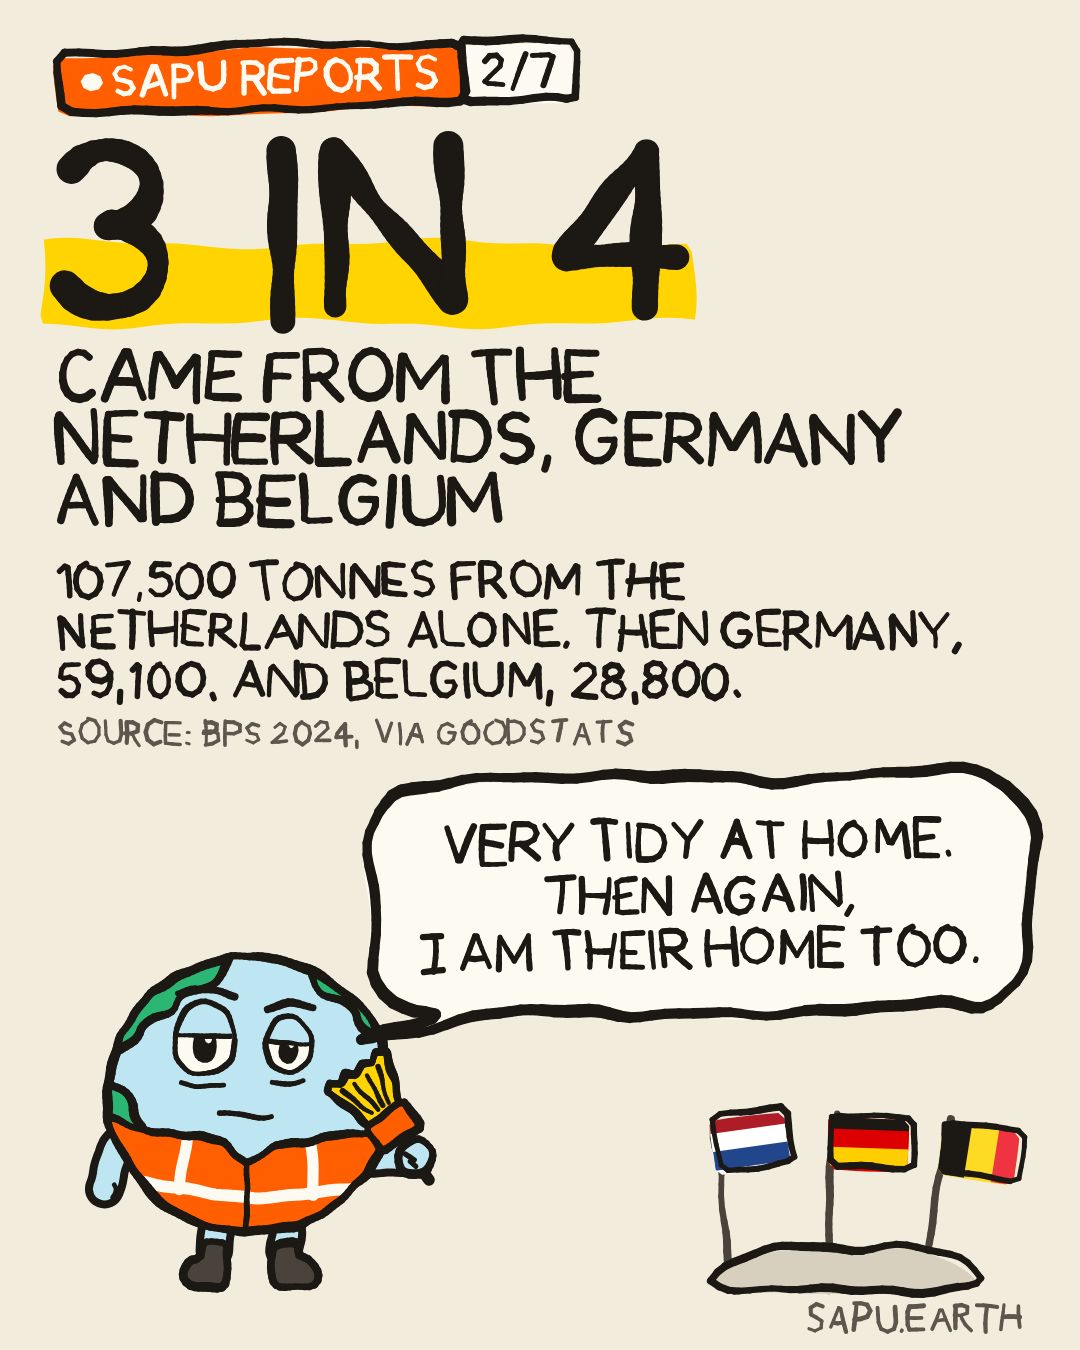 SAPU REPORTS 2/7
3 IN 4
CAME FROM THE
NETHERLANDS, GERMANY
AND BELGIUM
107,500 TONNES FROM THE
NETHERLANDS ALONE. THEN GERMANY,
59,100. AND BELGIUM, 28,800.
SOURCE: BPS 2024, VIA GOODSTATS
VERY TIDY AT HOME.
THEN AGAIN,
I AM THEIR HOME TOO.
SAPU.EARTH